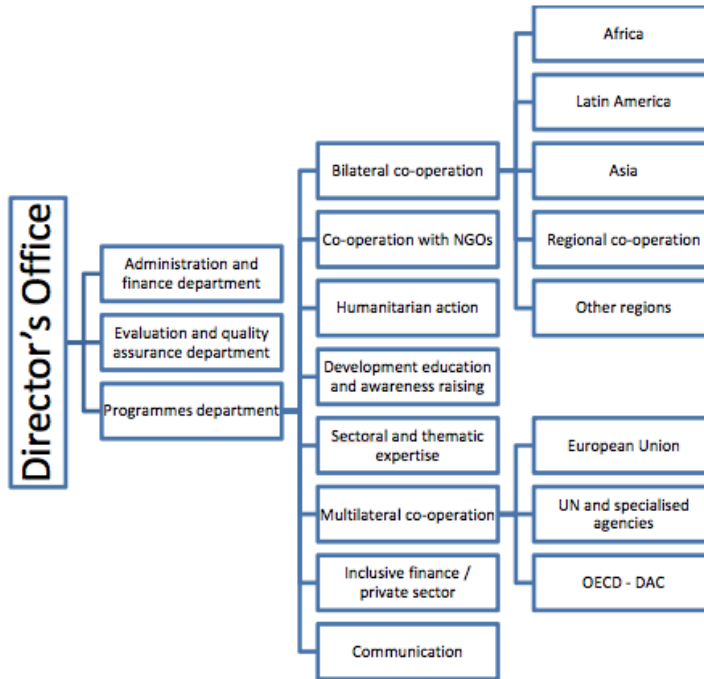 Director's Office
Administration and
finance department
Evaluation and quality
assurance department
Programmes department
Bilateral co-operation
Co-operation with NGOs
Humanitarian action
Development education
and awareness raising
Sectoral and thematic
expertise
Multilateral co-operation
Inclusive finance /
private sector
Communication
Africa
Latin America
Asia
Regional co-operation
Other regions
European Union
UN and specialised
agencies
OECD - DAC